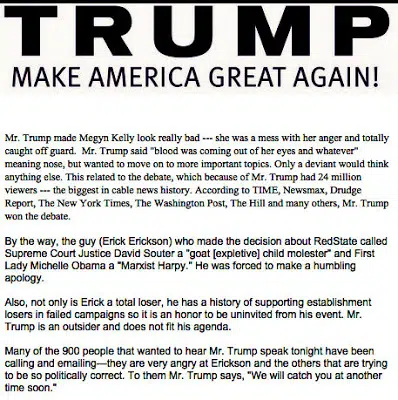 TRUMP
MAKE AMERICA GREAT AGAIN!
Mr. Trump made Megyn Kelly look really bad --- she was a mess with her anger and totally
caught off guard.  Mr. Trump said "blood was coming out of her eyes and whatever"
meaning nose, but wanted to move on to more important topics. Only a deviant would think
anything else. This related to the debate, which because of Mr. Trump had 24 million
viewers --- the biggest in cable news history. According to TIME, Newsmax, Drudge
Report, The New York Times, The Washington Post, The Hill and many others, Mr. Trump
won the debate.
By the way, the guy (Erick Erickson) who made the decision about RedState called
Supreme Court Justice David Souter a "goat [expletive] child molester" and First
Lady Michelle Obama a "Marxist Harpy." He was forced to make a humbling
apology.
Also, not only is Erick a total loser, he has a history of supporting establishment
losers in failed campaigns so it is an honor to be uninvited from his event. Mr.
Trump is an outsider and does not fit his agenda.
Many of the 900 people that wanted to hear Mr. Trump speak tonight have been
calling and emailing—they are very angry at Erickson and the others that are trying
to be so politically correct. To them Mr. Trump says, "We will catch you at another
time soon."